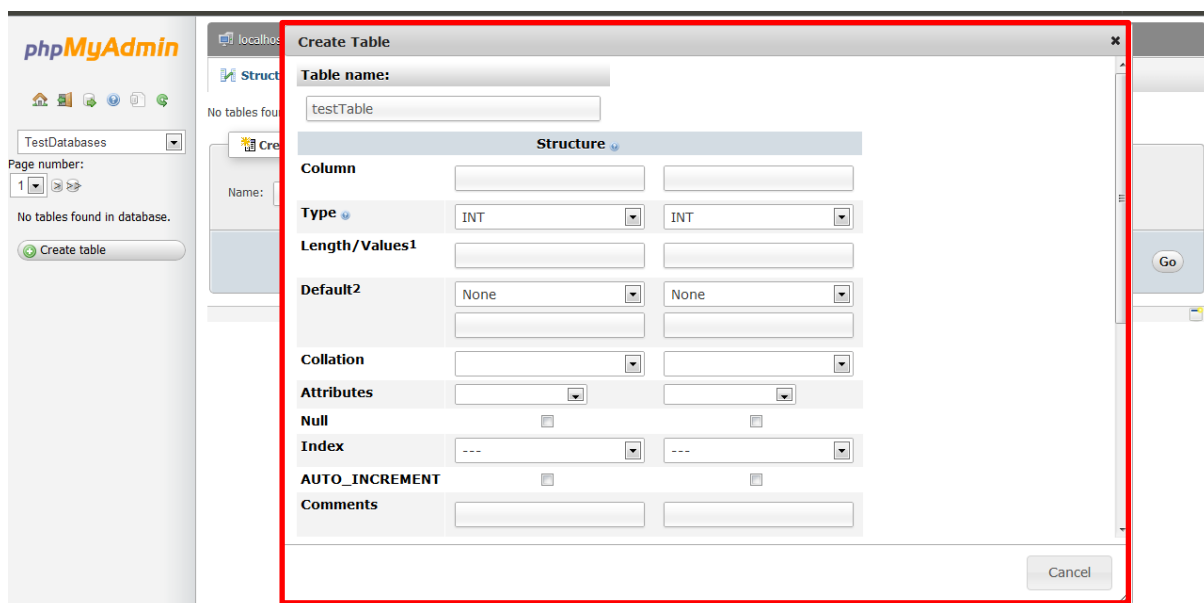 phpMyAdmin
TestDatabases
Page number:
1
No tables found in database.
Create table
localhos
Struct
No tables fou
Cre
Name:
Go
Create Table
Table name:
testTable
Structure
Column
Type INT INT
Length/Values1
Default2 None None
Collation
Attributes
Null
Index --- ---
AUTO_INCREMENT
Comments
Cancel